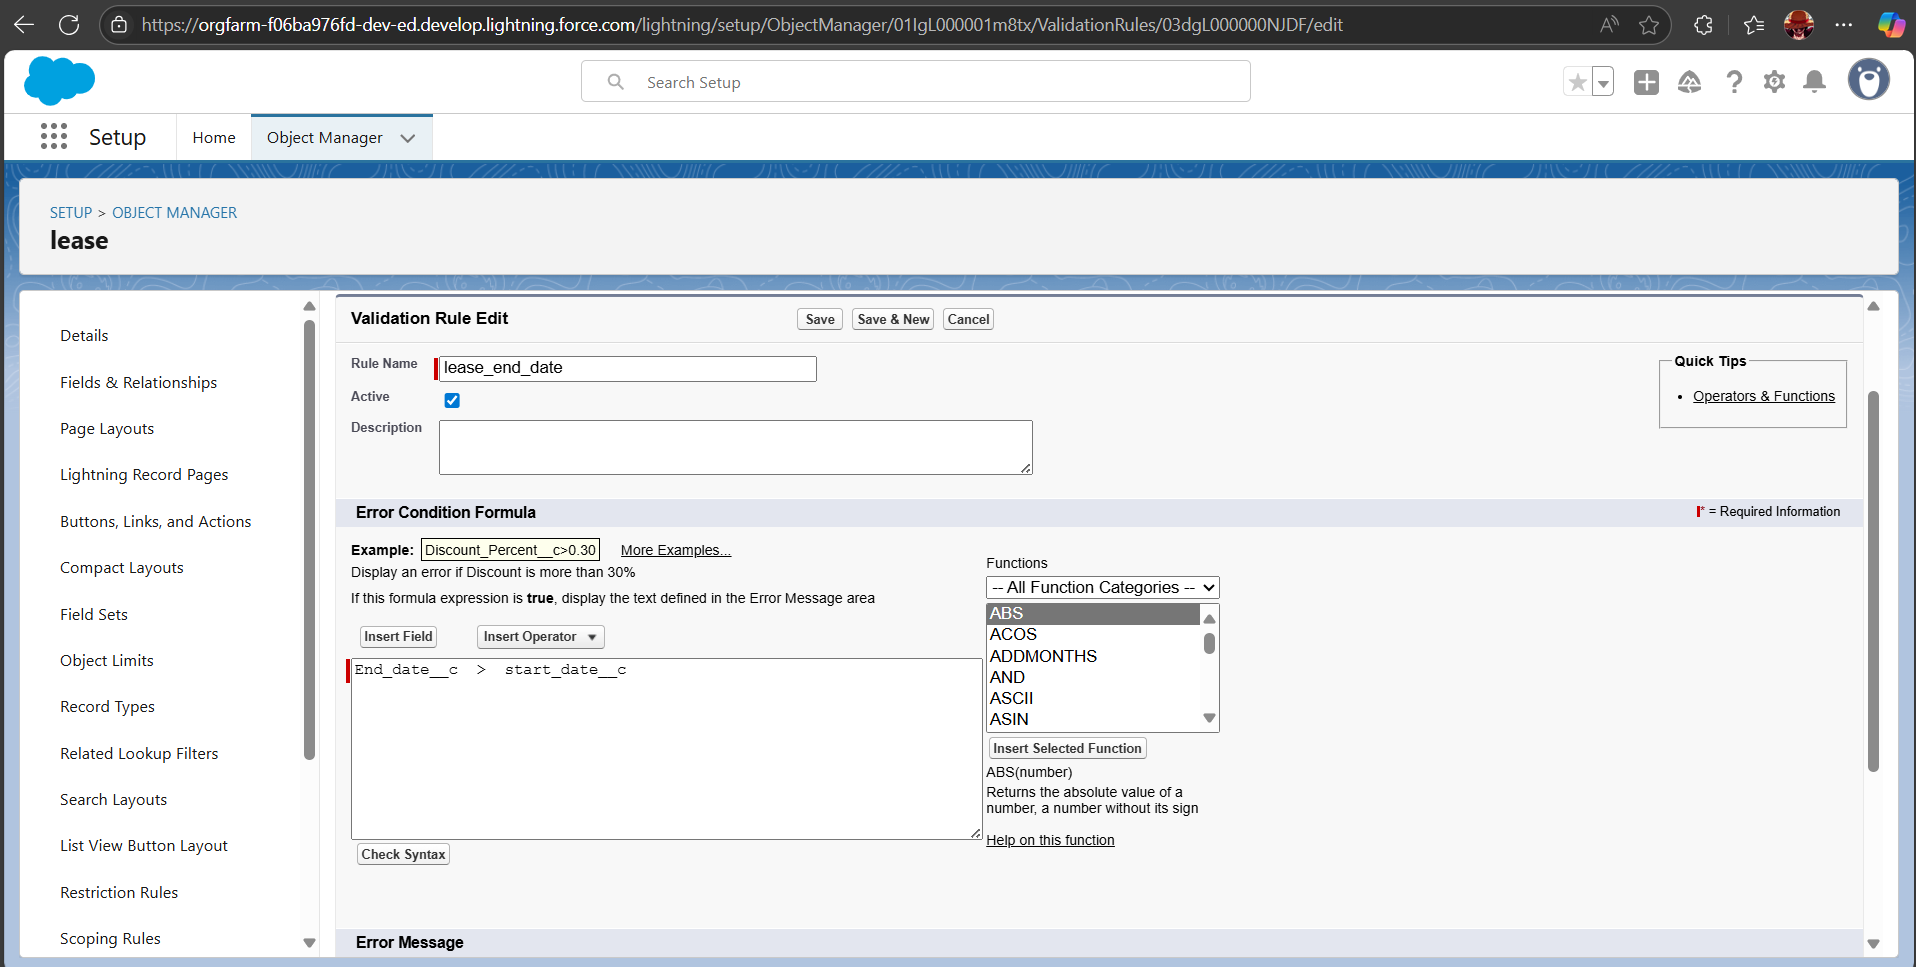 https://orgfarm-f06ba976fd-dev-ed.develop.lightning.force.com/lightning/setup/ObjectManager/01IgL000001m8tx/ValidationRules/03dgL000000NJDF/edit
Search Setup
Setup
Home
Object Manager
SETUP > OBJECT MANAGER
lease
Details
Fields & Relationships
Page Layouts
Lightning Record Pages
Buttons, Links, and Actions
Compact Layouts
Field Sets
Object Limits
Record Types
Related Lookup Filters
Search Layouts
List View Button Layout
Restriction Rules
Scoping Rules
Validation Rule Edit
Save
Save & New
Cancel
Rule Name
lease_end_date
Active
Description
Quick Tips
• Operators & Functions
Error Condition Formula
* = Required Information
Example: Discount_Percent__c>0.30 More Examples...
Display an error if Discount is more than 30%
If this formula expression is true, display the text defined in the Error Message area
Insert Field
Insert Operator
End_date__c > start_date__c
Check Syntax
Functions
-- All Function Categories --
ABS
ACOS
ADDMONTHS
AND
ASCII
ASIN
Insert Selected Function
ABS(number)
Returns the absolute value of a
number, a number without its sign
Help on this function
Error Message